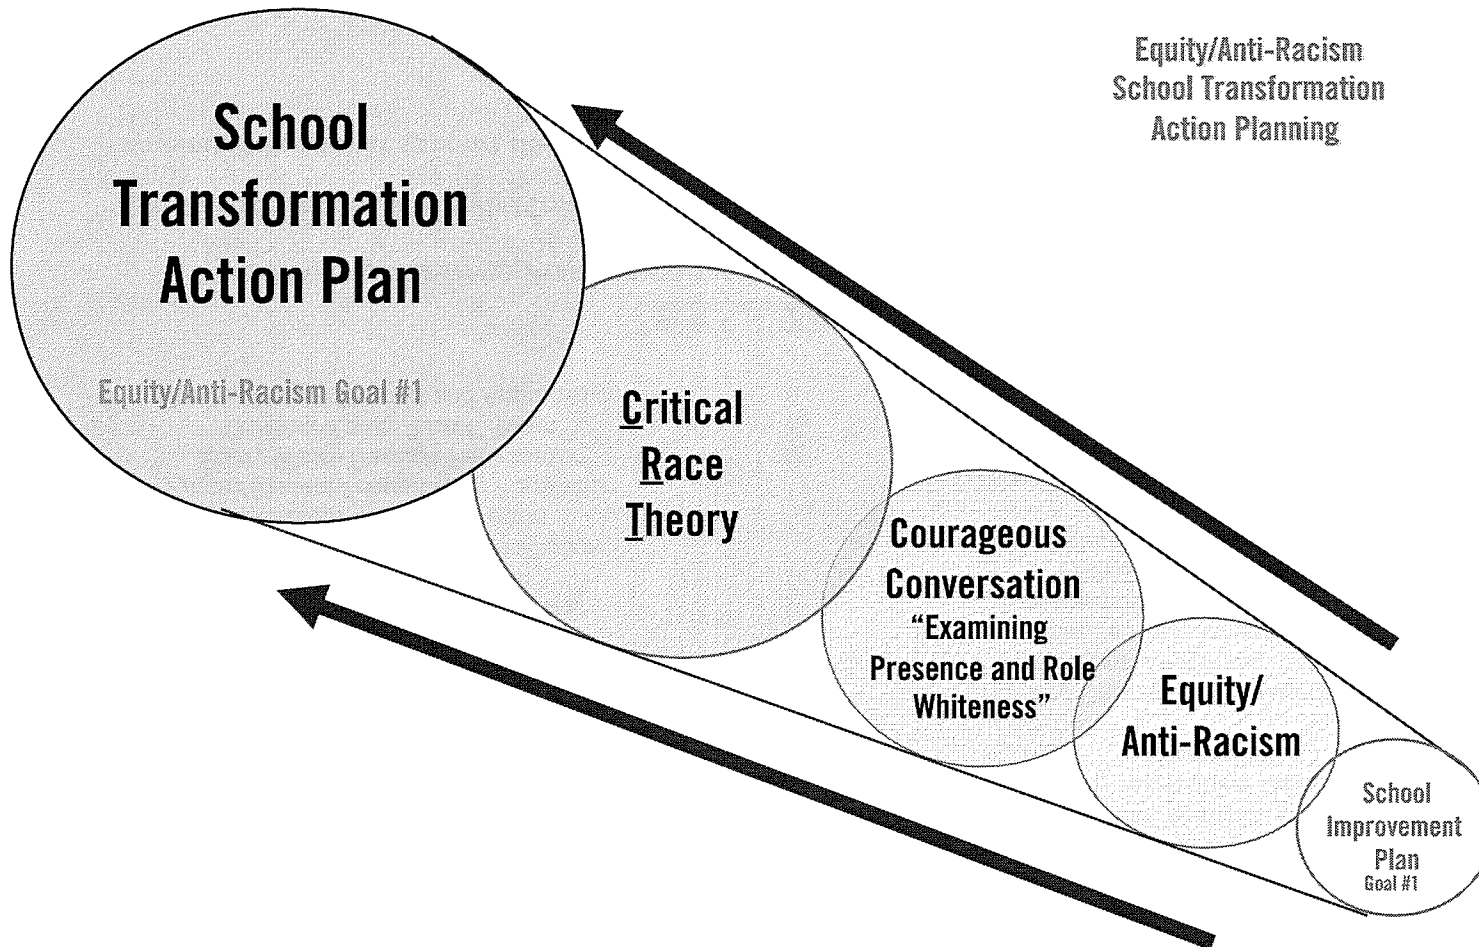 Equity/Anti-Racism
School Transformation
Action Planning
School
Transformation
Action Plan
Equity/Anti-Racism Goal #1
Critical
Race
Theory
Courageous
Conversation
“Examining
Presence and Role
Whiteness”
Equity/
Anti-Racism
School
Improvement
Plan
Goal #1